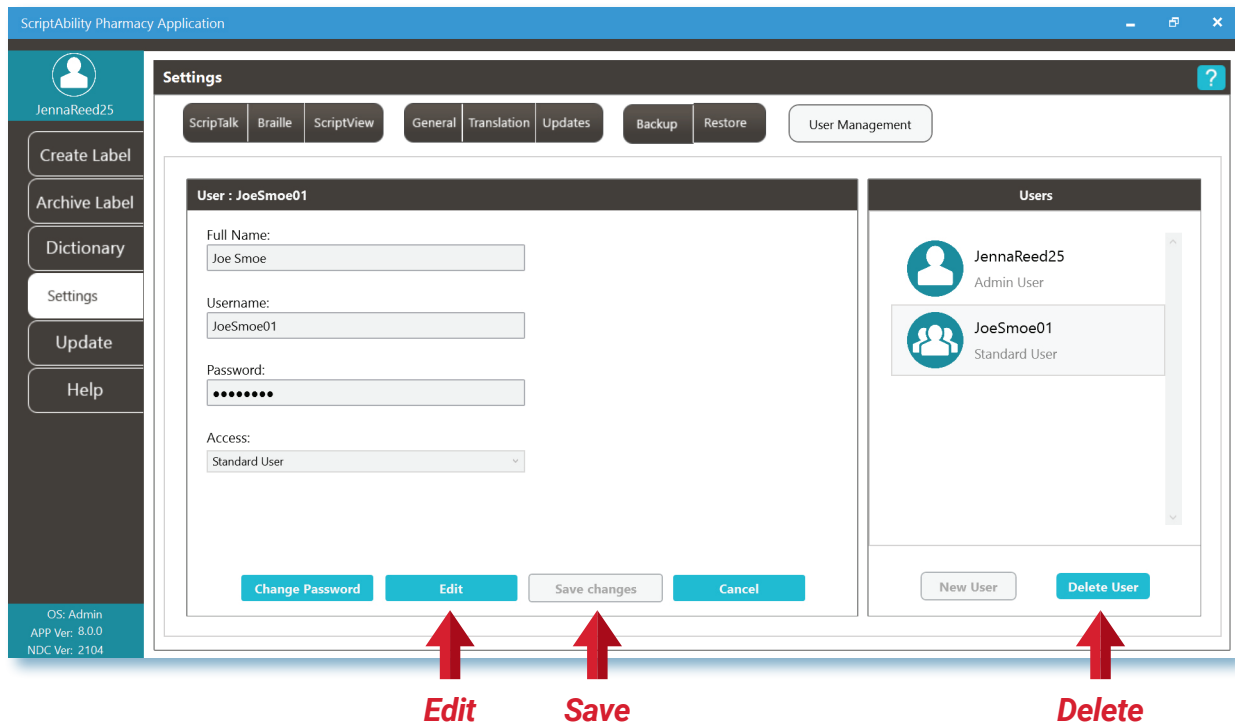 ScriptAbility Pharmacy Application
JennaReed25
Settings
?
ScripTalk Braille ScriptView General Translation Updates Backup Restore User Management
Create Label
Archive Label
Dictionary
Settings
Update
Help
User : JoeSmoe01
Full Name:
Joe Smoe
Username:
JoeSmoe01
Password:
••••••••
Access:
Standard User
Change Password Edit Save changes Cancel
Users
JennaReed25
Admin User
JoeSmoe01
Standard User
New User Delete User
OS: Admin
APP Ver: 8.0.0
NDC Ver: 2104
Edit Save Delete